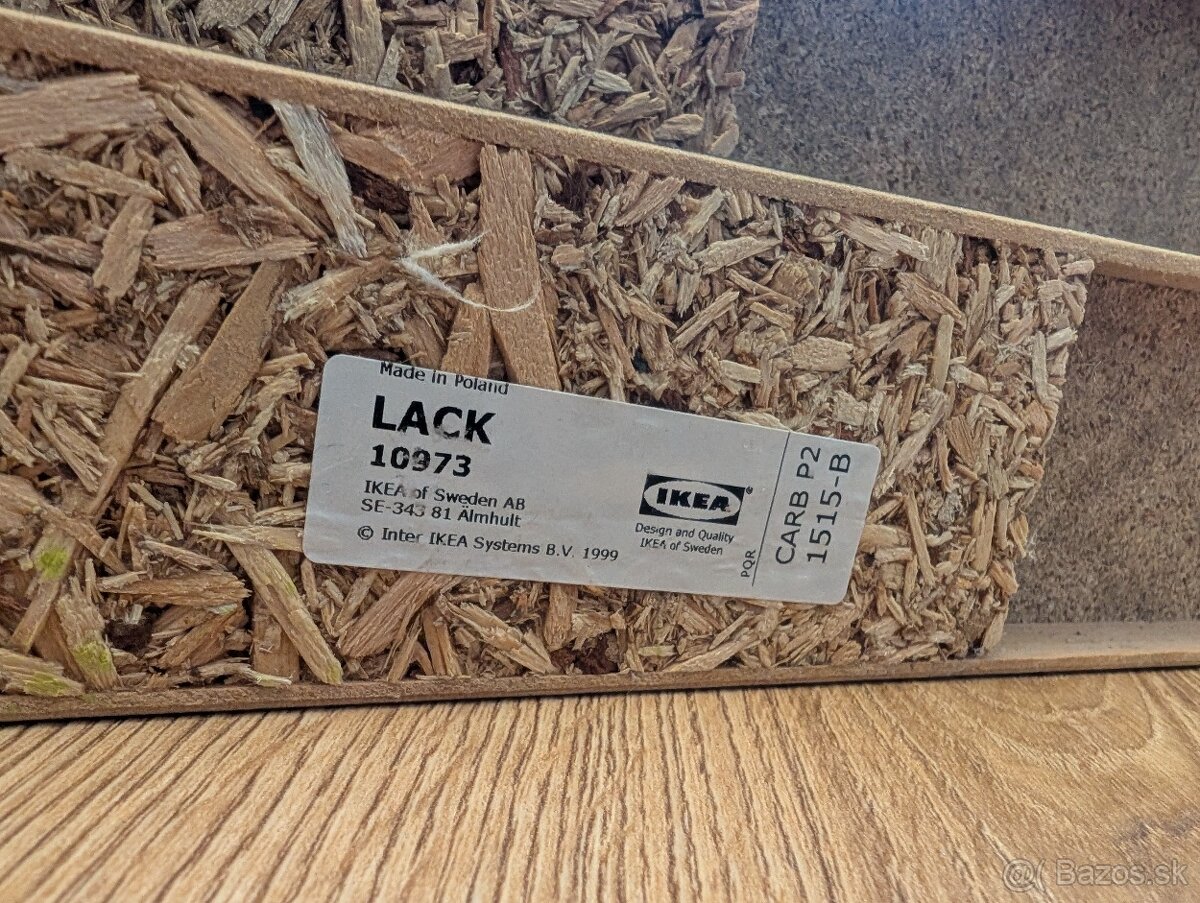 Made in Poland
LACK
10973
IKEA of Sweden AB
SE-343 81 Älmhult
© Inter IKEA Systems B.V. 1999
IKEA®
Design and Quality
IKEA of Sweden
PQR
CARB P2
1515-B
@( Bazos.sk